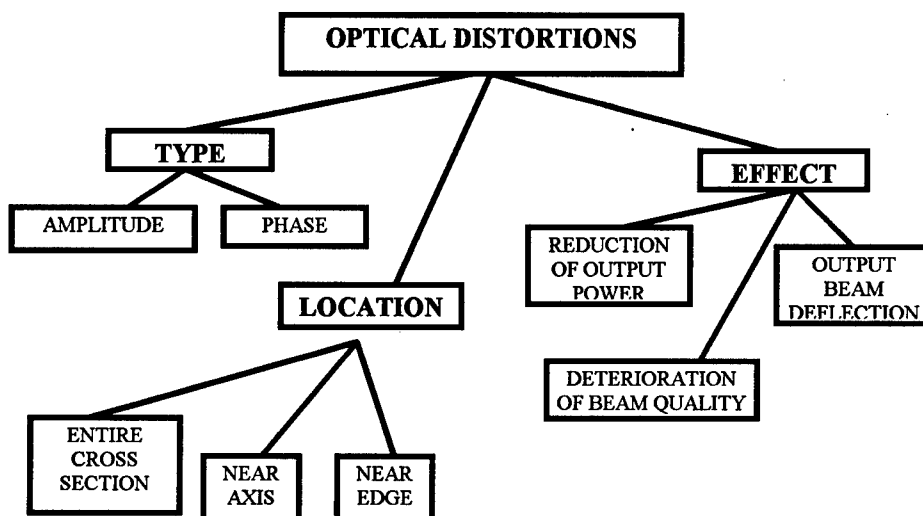 OPTICAL DISTORTIONS
TYPE
AMPLITUDE
PHASE
LOCATION
ENTIRE
CROSS
SECTION
NEAR
AXIS
NEAR
EDGE
EFFECT
REDUCTION
OF OUTPUT
POWER
DETERIORATION
OF BEAM QUALITY
OUTPUT
BEAM
DEFLECTION